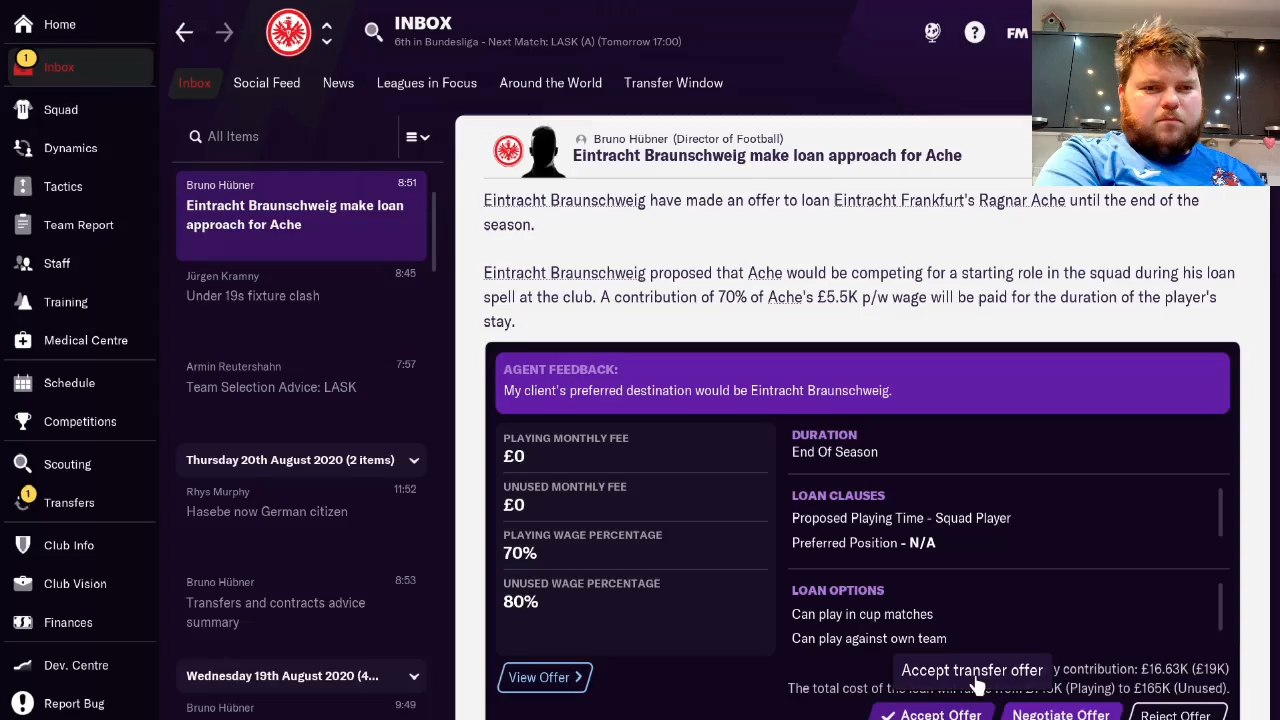 Home
1
Inbox
Squad
Dynamics
Tactics
Team Report
Staff
Training
Medical Centre
Schedule
Competitions
Scouting
1
Transfers
Club Info
Club Vision
Finances
Dev. Centre
Report Bug
INBOX
6th in Bundesliga - Next Match: LASK (A) (Tomorrow 17:00)
FM
Inbox Social Feed News Leagues in Focus Around the World Transfer Window
All Items
Bruno Hübner 8:51
Eintracht Braunschweig make loan
approach for Ache
Jürgen Kramny 8:45
Under 19s fixture clash
Armin Reutershahn 7:57
Team Selection Advice: LASK
Thursday 20th August 2020 (2 items)
Rhys Murphy 11:52
Hasebe now German citizen
Bruno Hübner 8:53
Transfers and contracts advice
summary
Wednesday 19th August 2020 (4...
Bruno Hübner 9:49
Bruno Hübner (Director of Football)
Eintracht Braunschweig make loan approach for Ache
Eintracht Braunschweig have made an offer to loan Eintracht Frankfurt's Ragnar Ache until the end of the
season.
Eintracht Braunschweig proposed that Ache would be competing for a starting role in the squad during his loan
spell at the club. A contribution of 70% of Ache's £5.5K p/w wage will be paid for the duration of the player's
stay.
AGENT FEEDBACK:
My client's preferred destination would be Eintracht Braunschweig.
PLAYING MONTHLY FEE
£0
UNUSED MONTHLY FEE
£0
PLAYING WAGE PERCENTAGE
70%
UNUSED WAGE PERCENTAGE
80%
DURATION
End Of Season
LOAN CLAUSES
Proposed Playing Time - Squad Player
Preferred Position - N/A
LOAN OPTIONS
Can play in cup matches
Can play against own team
Accept transfer offer
y contribution: £16.63K (£19K)
The total cost of the loan will (Playing) to £165K (Unused).
View Offer
Accept Offer Negotiate Offer Reject Offer